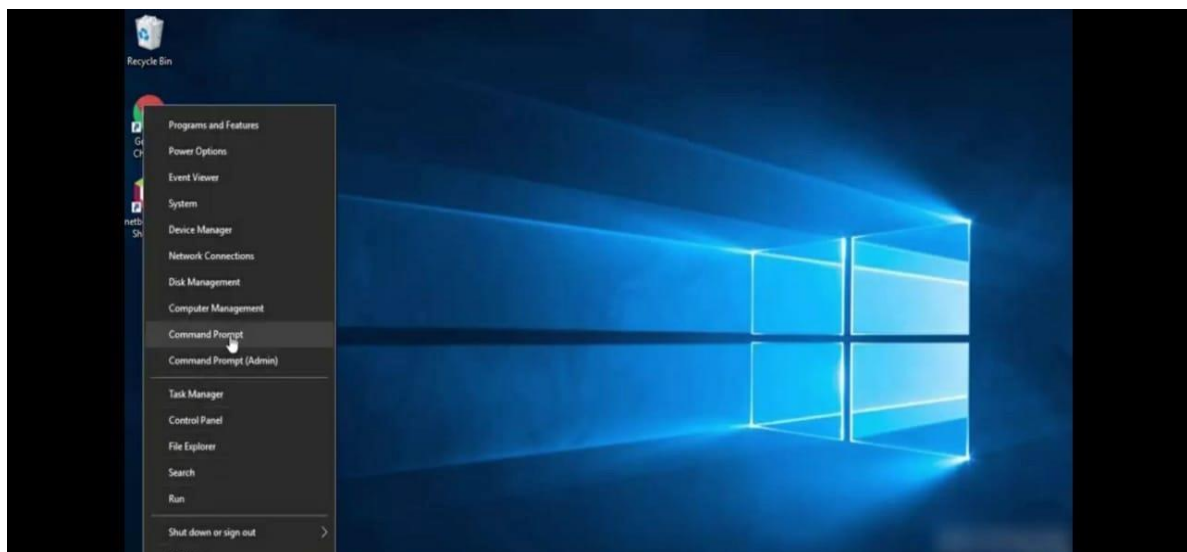 Recycle Bin
Programs and Features
Power Options
Event Viewer
System
Device Manager
Network Connections
Disk Management
Computer Management
Command Prompt
Command Prompt (Admin)
Task Manager
Control Panel
File Explorer
Search
Run
Shut down or sign out